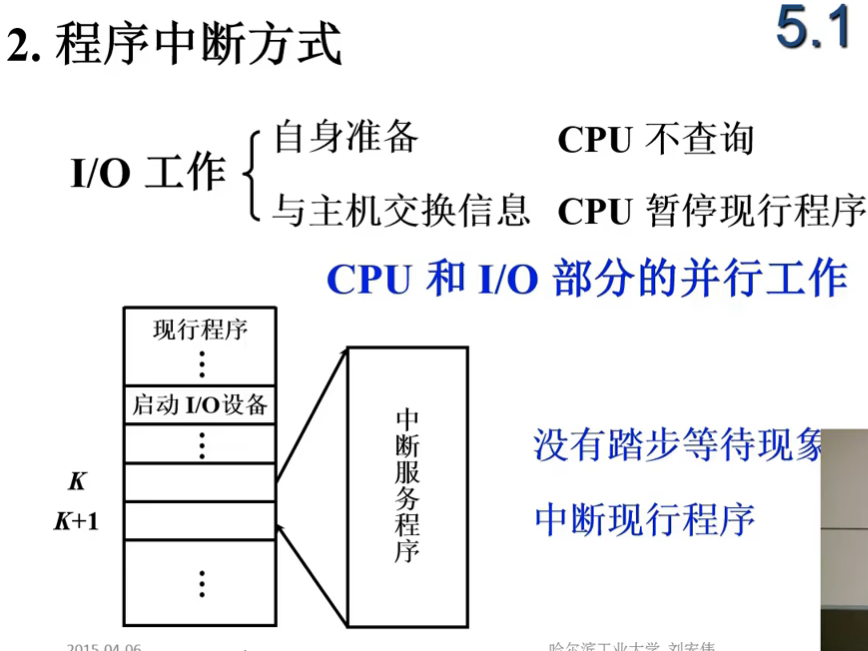 2. 程序中断方式
5.1
I/O 工作
自身准备 CPU 不查询
与主机交换信息 CPU 暂停现行程序
CPU 和 I/O 部分的并行工作
现行程序
⋮
启动 I/O设备
⋮
K
K+1
⋮
中断服务程序
没有踏步等待现象
中断现行程序
2015-04-06
哈尔滨工业大学 刘宏伟